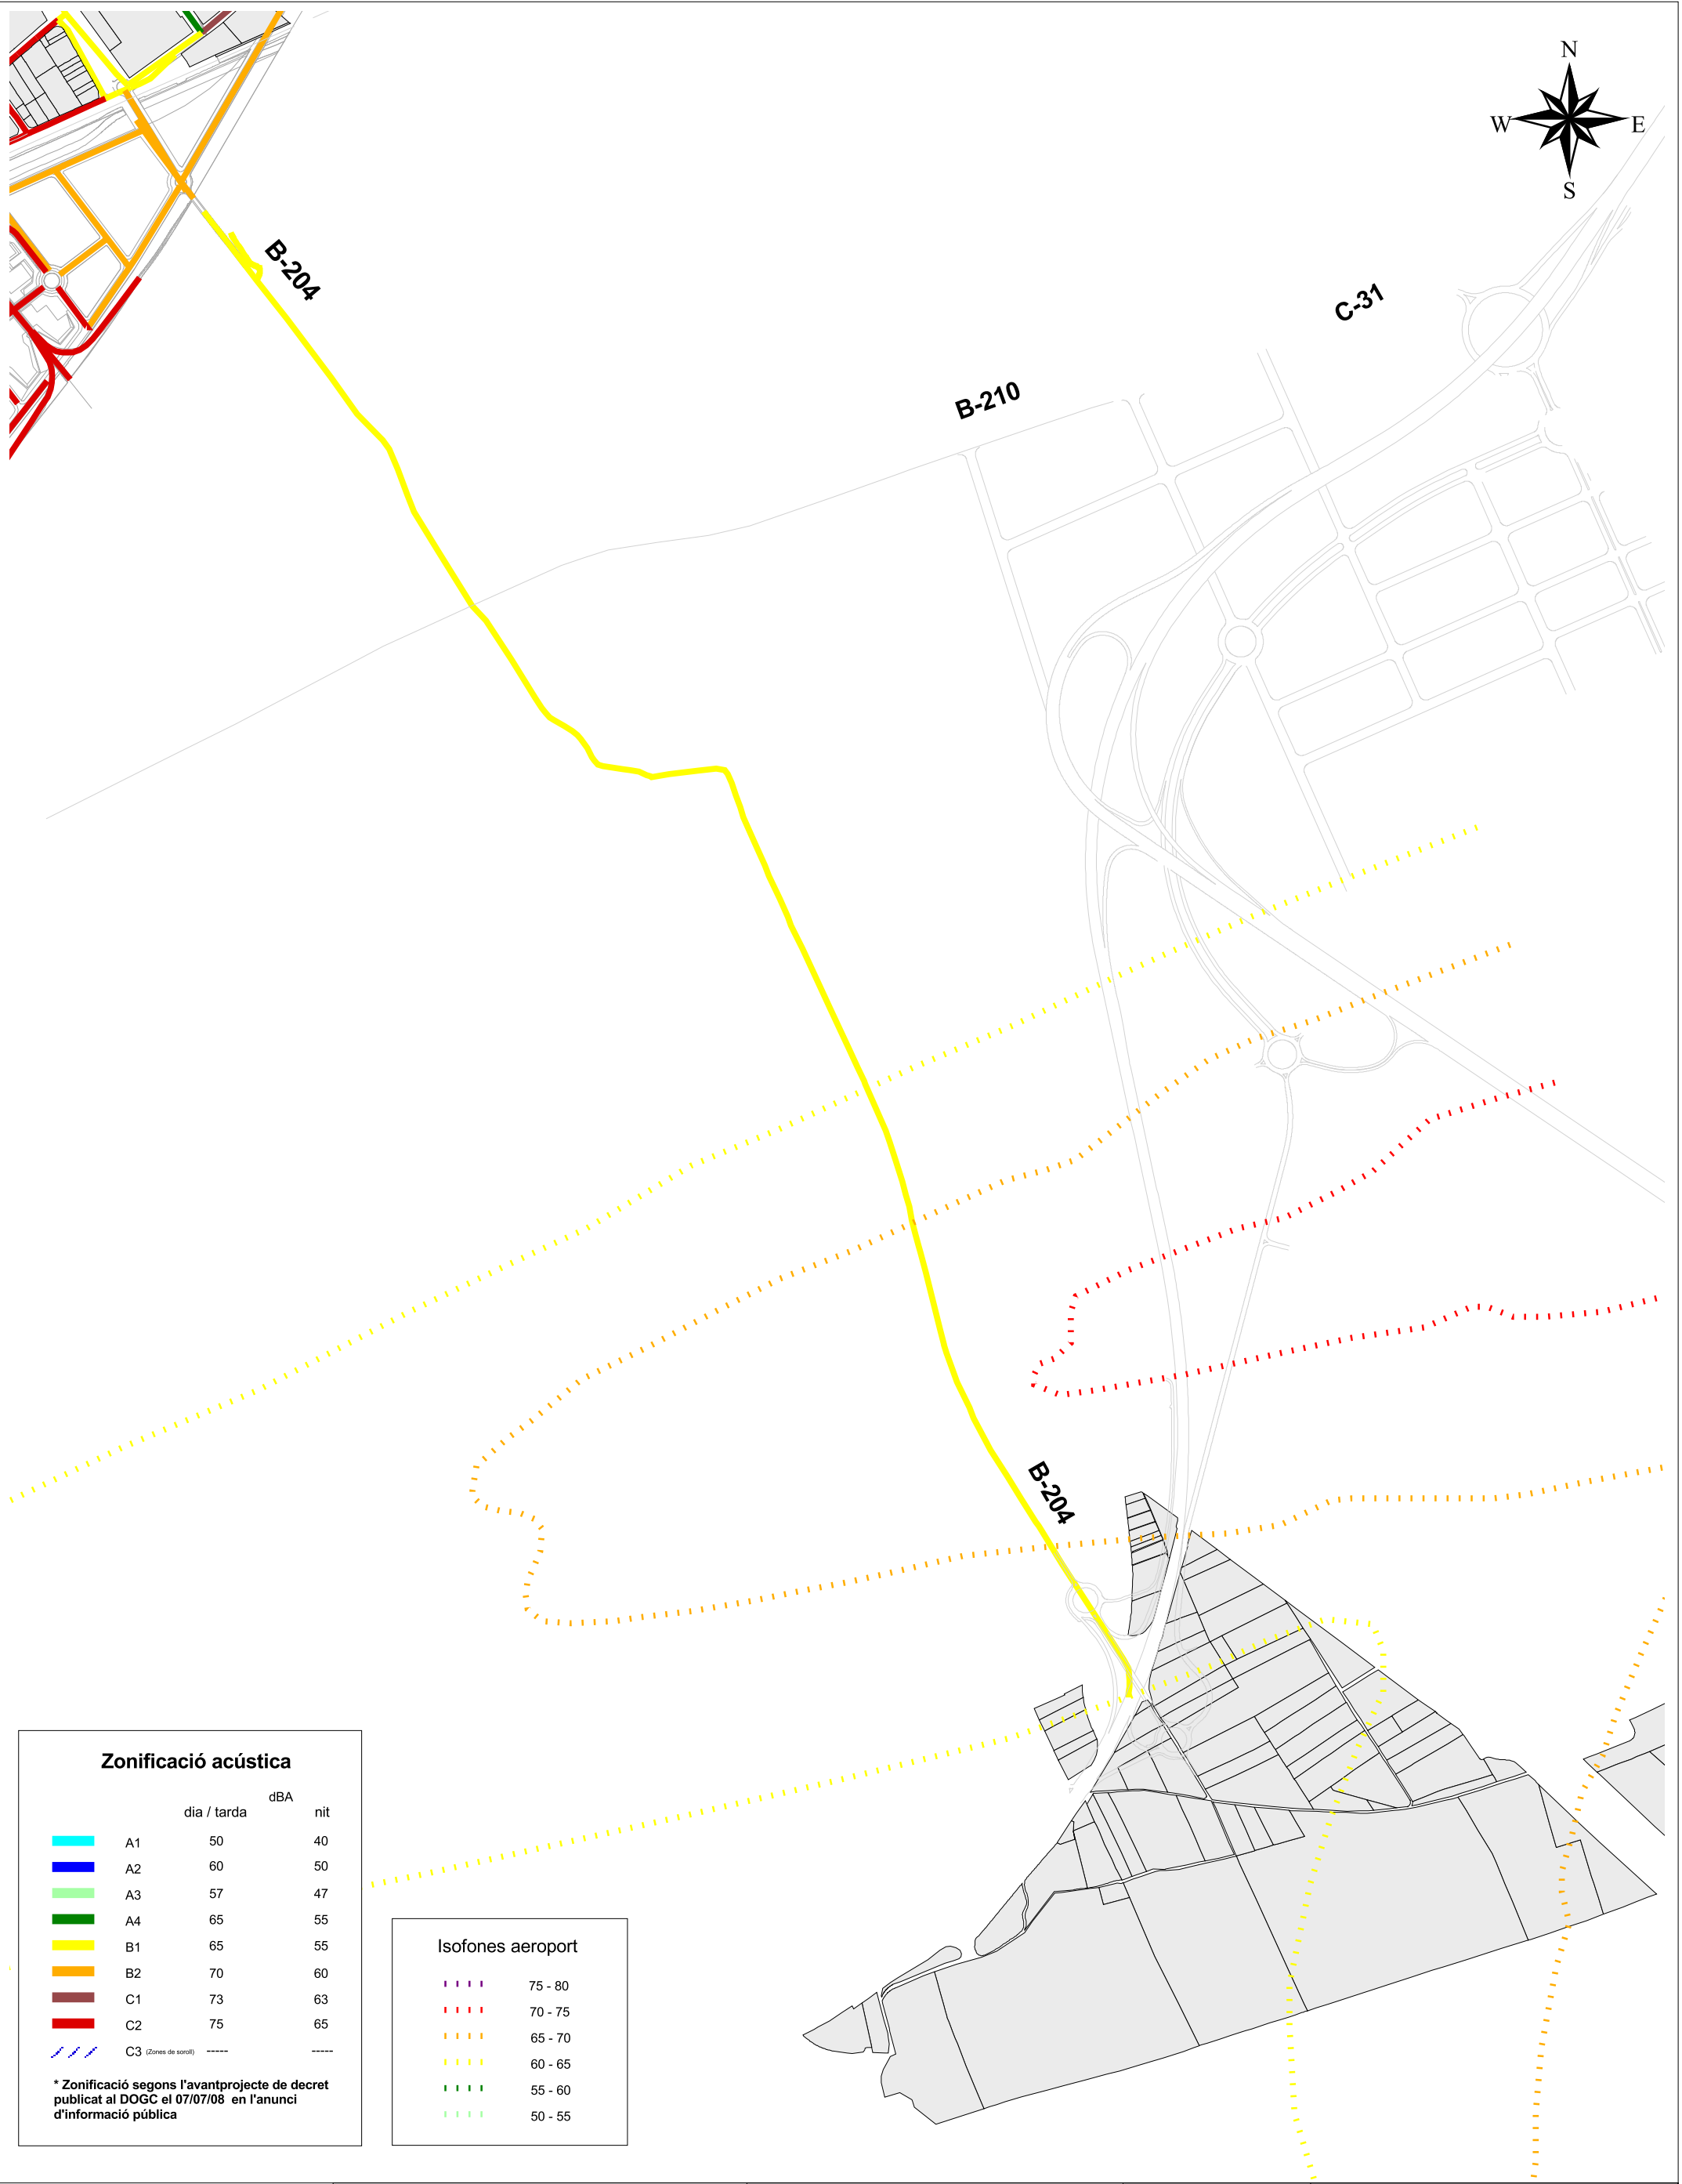 N
W E
S
B-204
C-31
B-210
B-204
Zonificació acústica
dBA
dia / tarda nit
A1 50 40
A2 60 50
A3 57 47
A4 65 55
B1 65 55
B2 70 60
C1 73 63
C2 75 65
C3 (Zones de soroll) ----- -----
* Zonificació segons l'avantprojecte de decret
publicat al DOGC el 07/07/08 en l'anunci
d'informació pública
Isofones aeroport
75 - 80
70 - 75
65 - 70
60 - 65
55 - 60
50 - 55